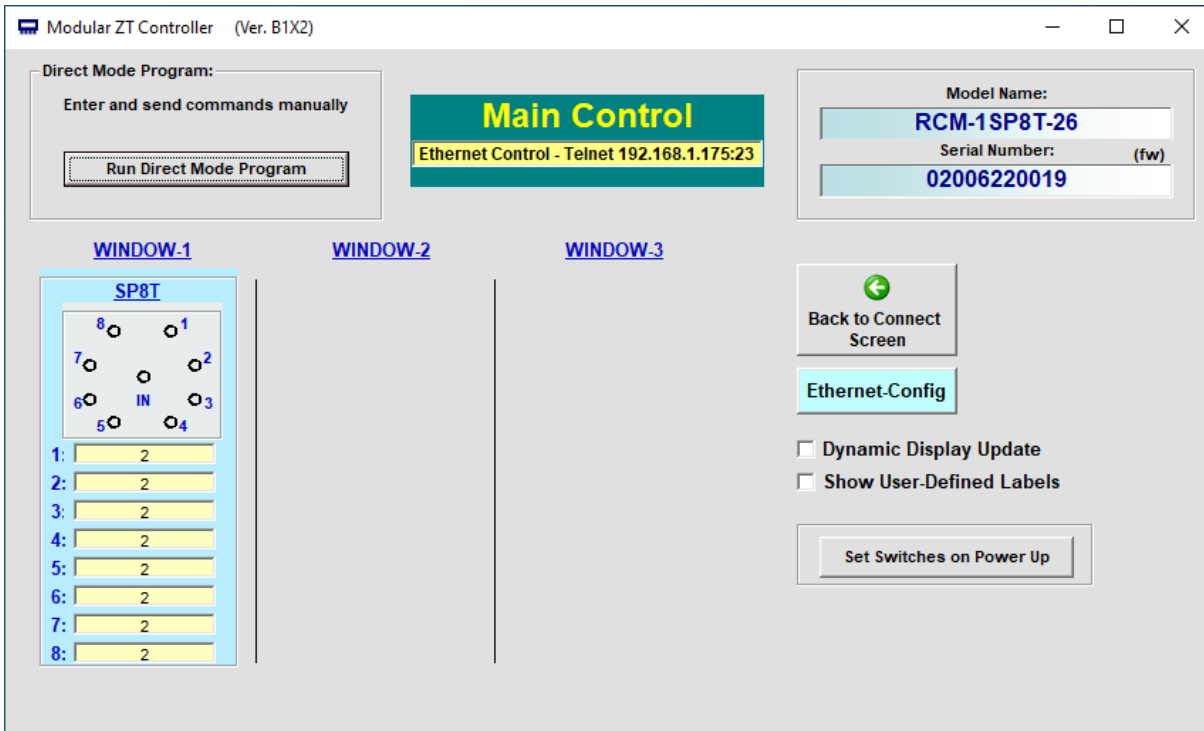 Modular ZT Controller (Ver. B1X2)
Direct Mode Program:
Enter and send commands manually
Run Direct Mode Program
Main Control
Ethernet Control - Telnet 192.168.1.175:23
Model Name:
RCM-1SP8T-26
Serial Number: (fw)
02006220019
WINDOW-1 WINDOW-2 WINDOW-3
SP8T
8 1
7 2
6 IN 3
5 4
1: 2
2: 2
3: 2
4: 2
5: 2
6: 2
7: 2
8: 2
Back to Connect
Screen
Ethernet-Config
Dynamic Display Update
Show User-Defined Labels
Set Switches on Power Up